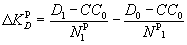 ΔK_D^P = (D_1 − CC_0) / N_1^P − (D_0 − CC_0) / N^P_1